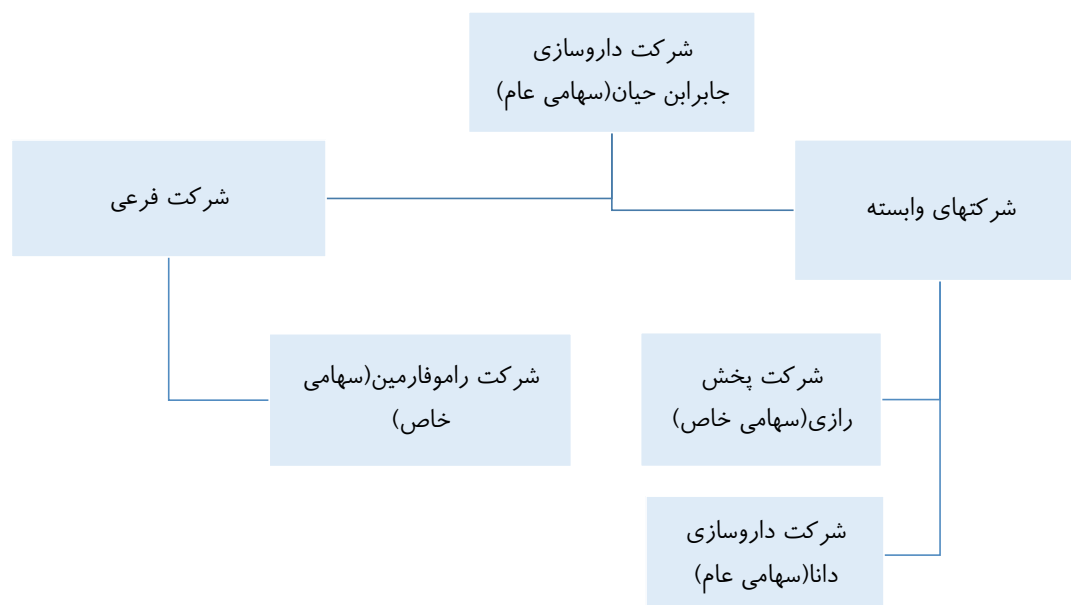 شرکت داروسازی
جابرابن حیان(سهامی عام)
شرکتهای وابسته
شرکت فرعی
شرکت پخش
رازی(سهامی خاص)
شرکت راموفارمین(سهامی
خاص)
شرکت داروسازی
دانا(سهامی عام)